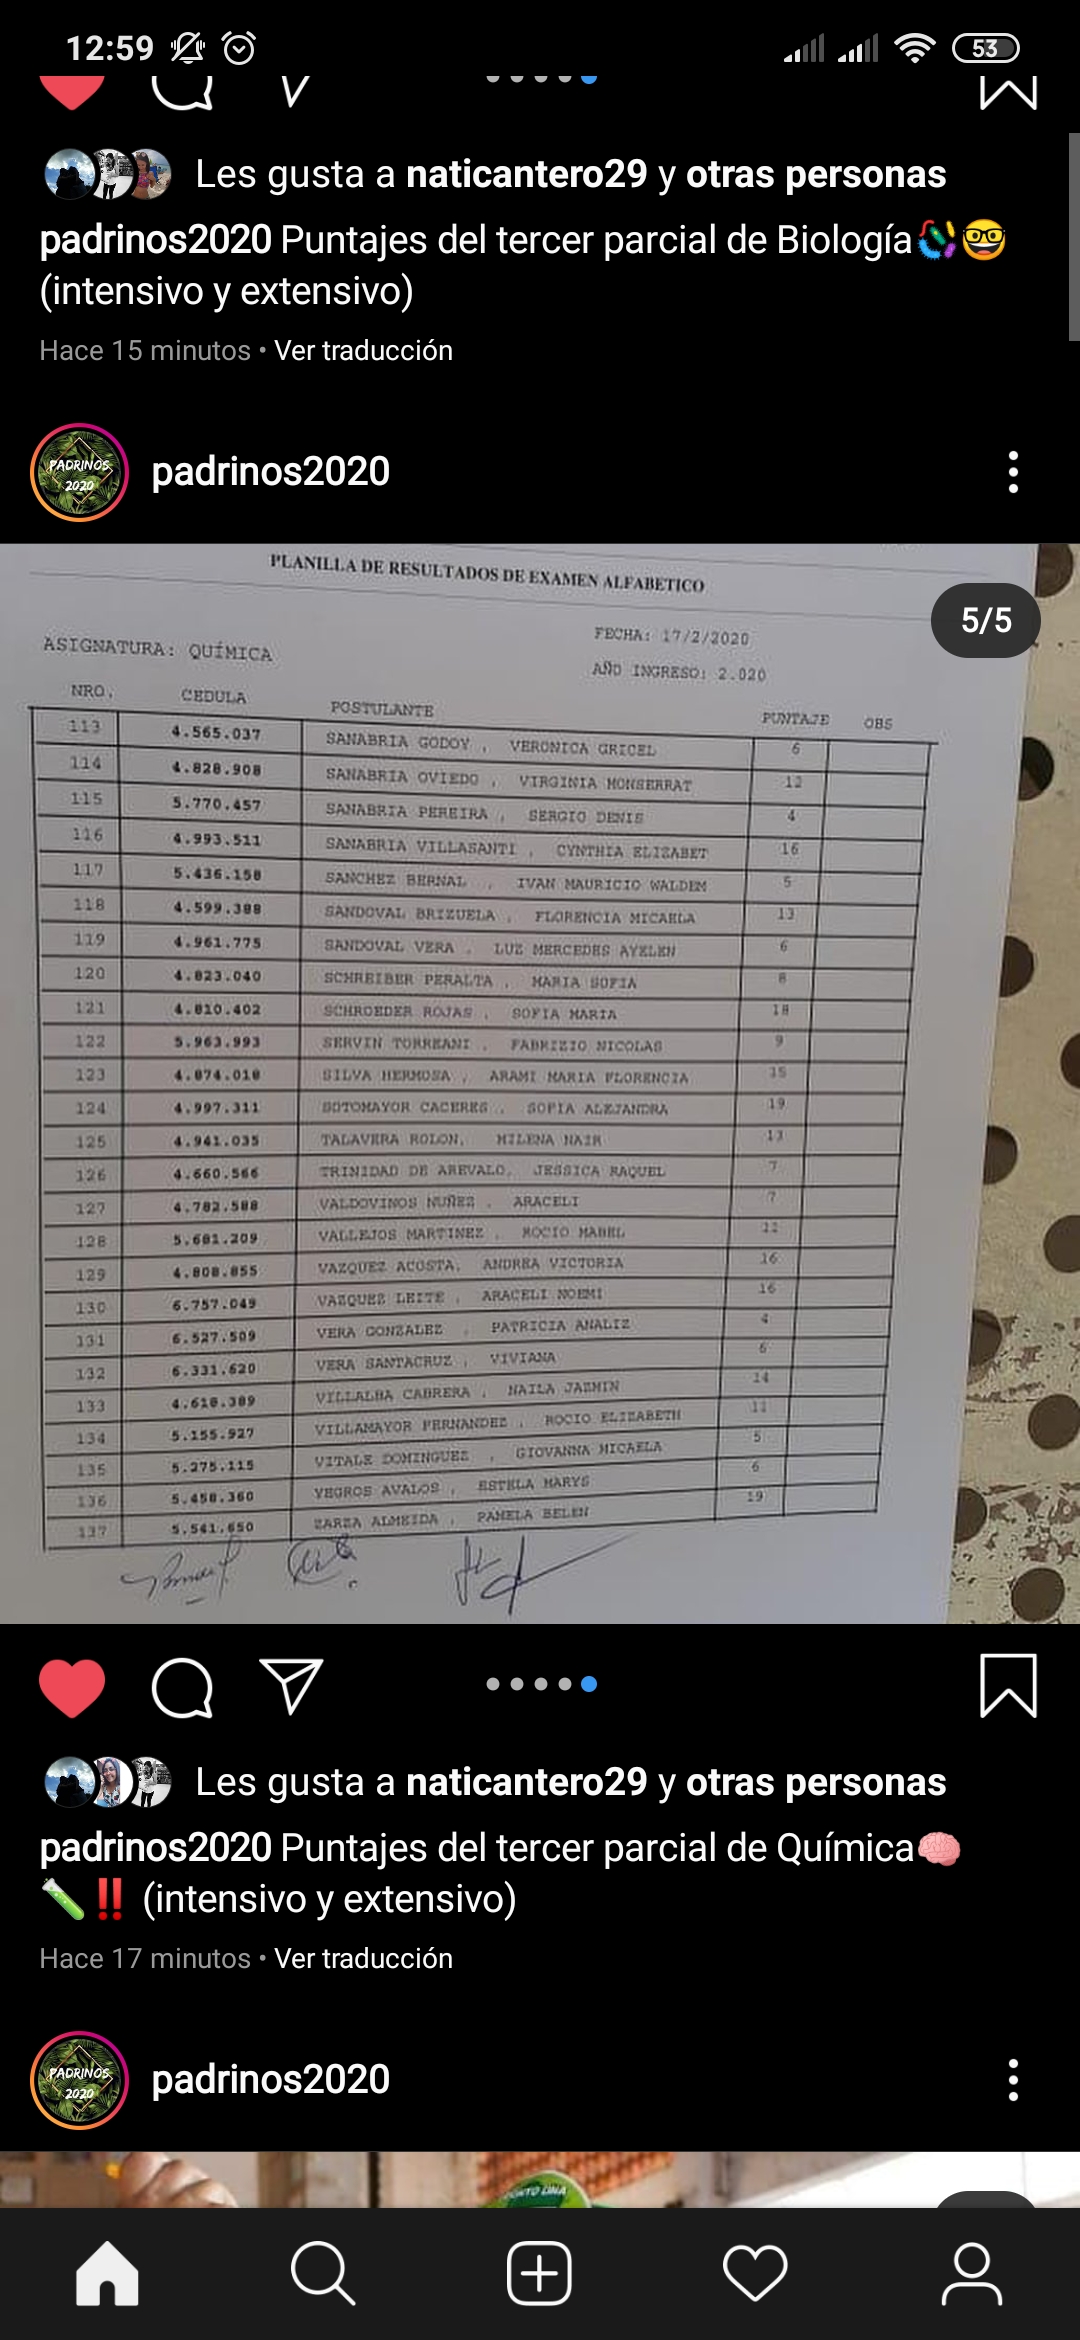 12:59
53
Les gusta a naticantero29 y otras personas
padrinos2020 Puntajes del tercer parcial de Biología
(intensivo y extensivo)
Hace 15 minutos • Ver traducción
PADRINOS 2020
padrinos2020
PLANILLA DE RESULTADOS DE EXAMEN ALFABETICO
5/5
ASIGNATURA: QUÍMICA
FECHA: 17/2/2020
AÑO INGRESO: 2.020
NRO. CEDULA POSTULANTE PUNTAJE OBS
113 4.565.037 SANABRIA GODOY , VERONICA GRICEL 6
114 4.828.908 SANABRIA OVIEDO , VIRGINIA MONSERRAT 12
115 5.770.457 SANABRIA PEREIRA , SERGIO DENIS 4
116 4.993.511 SANABRIA VILLASANTI , CYNTHIA ELIZABET 16
117 5.436.158 SANCHEZ BERNAL , IVAN MAURICIO WALDEM 5
118 4.599.388 SANDOVAL BRIZUELA , FLORENCIA MICAELA 13
119 4.961.775 SANDOVAL VERA , LUZ MERCEDES AYELEN 6
120 4.823.040 SCHREIBER PERALTA , MARIA SOFIA 8
121 4.810.402 SCHROEDER ROJAS , SOFIA MARIA 18
122 5.963.993 SERVIN TORREANI , FABRIZIO NICOLAS 9
123 4.874.018 SILVA HERMOSA , ARAMI MARIA FLORENCIA 15
124 4.997.311 SOTOMAYOR CACERES , SOFIA ALEJANDRA 19
125 4.941.035 TALAVERA ROLON, MILENA NAIR 13
126 4.660.566 TRINIDAD DE AREVALO, JESSICA RAQUEL 7
127 4.782.588 VALDOVINOS NUÑEZ , ARACELI 7
128 5.681.209 VALLEJOS MARTINEZ , ROCIO MABEL 11
129 4.808.855 VAZQUEZ ACOSTA, ANDREA VICTORIA 16
130 6.757.049 VAZQUEZ LEITE , ARACELI NOEMI 16
131 6.527.509 VERA GONZALEZ , PATRICIA ANALIZ 4
132 6.331.620 VERA SANTACRUZ , VIVIANA 6
133 4.618.389 VILLALBA CABRERA , NAILA JAZMIN 14
134 5.155.927 VILLAMAYOR FERNANDEZ , ROCIO ELIZABETH 11
135 5.275.115 VITALE DOMINGUEZ , GIOVANNA MICAELA 5
136 5.458.360 YEGROS AVALOS , ESTELA MARYS 6
137 5.541.650 ZARZA ALMEIDA , PAMELA BELEN 19
Les gusta a naticantero29 y otras personas
padrinos2020 Puntajes del tercer parcial de Química
(intensivo y extensivo)
Hace 17 minutos • Ver traducción
PADRINOS 2020
padrinos2020